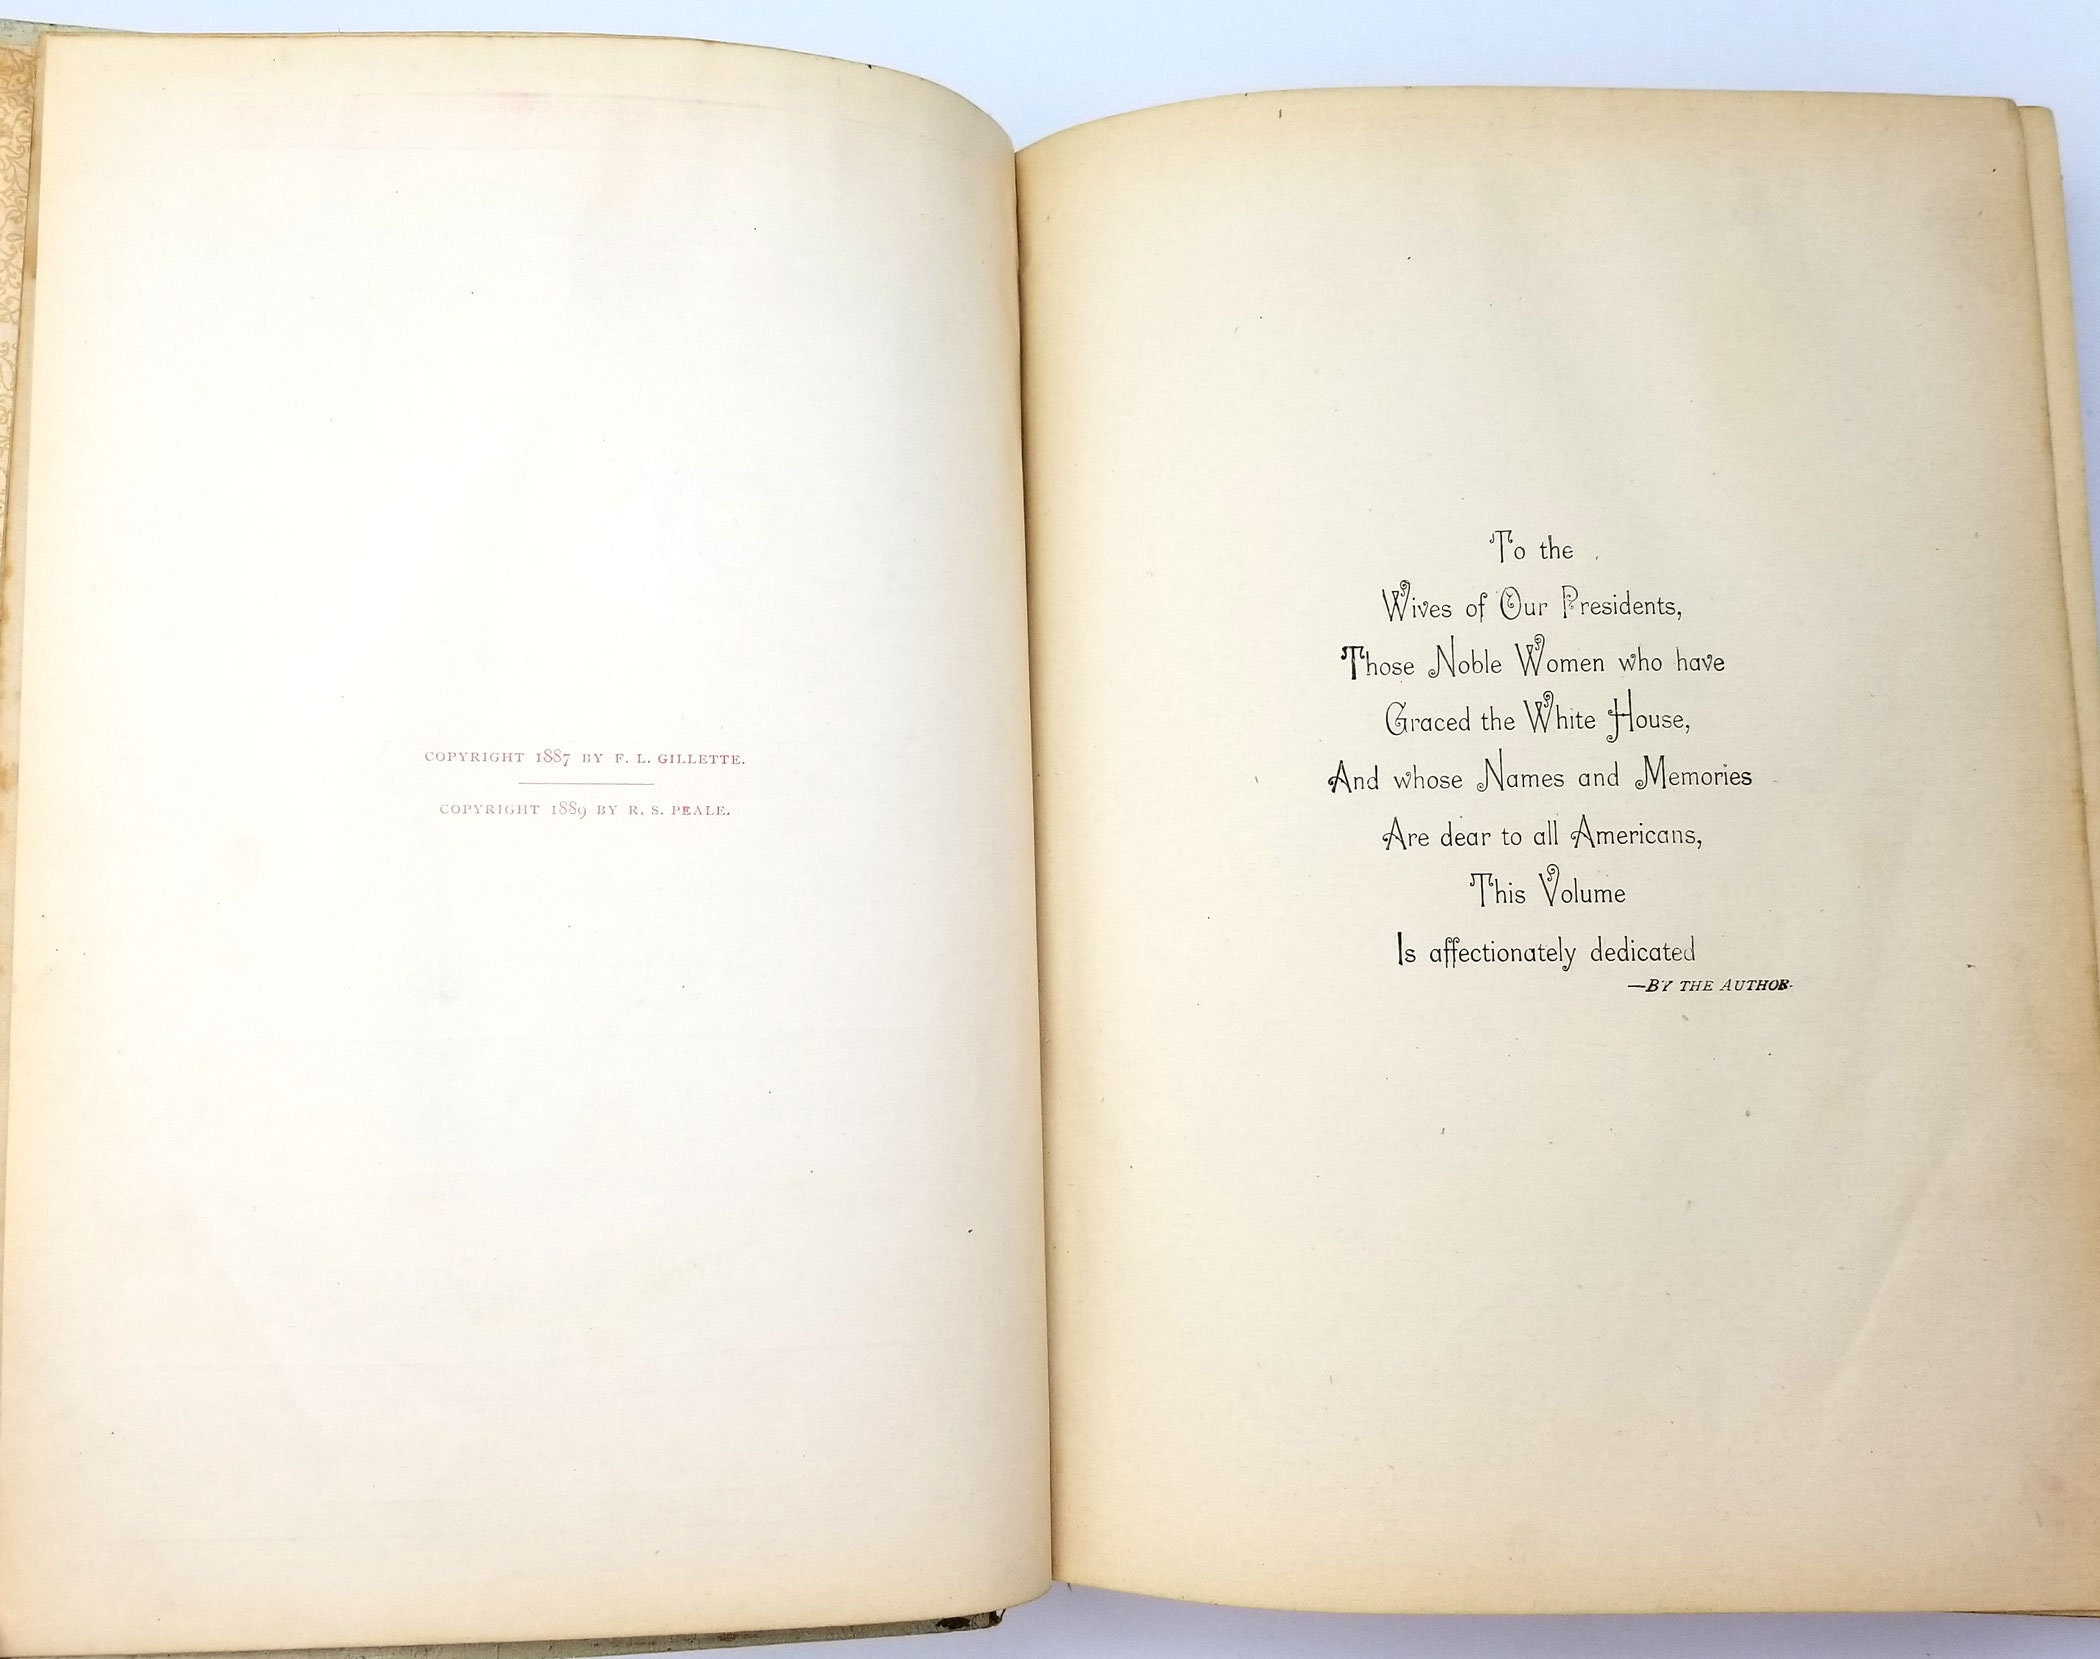 COPYRIGHT 1887 BY F. L. GILLETTE.
COPYRIGHT 1889 BY R. S. PEALE.
To the
Wives of Our Presidents,
Those Noble Women who have
Graced the White House,
And whose Names and Memories
Are dear to all Americans,
This Volume
Is affectionately dedicated
—BY THE AUTHOR.